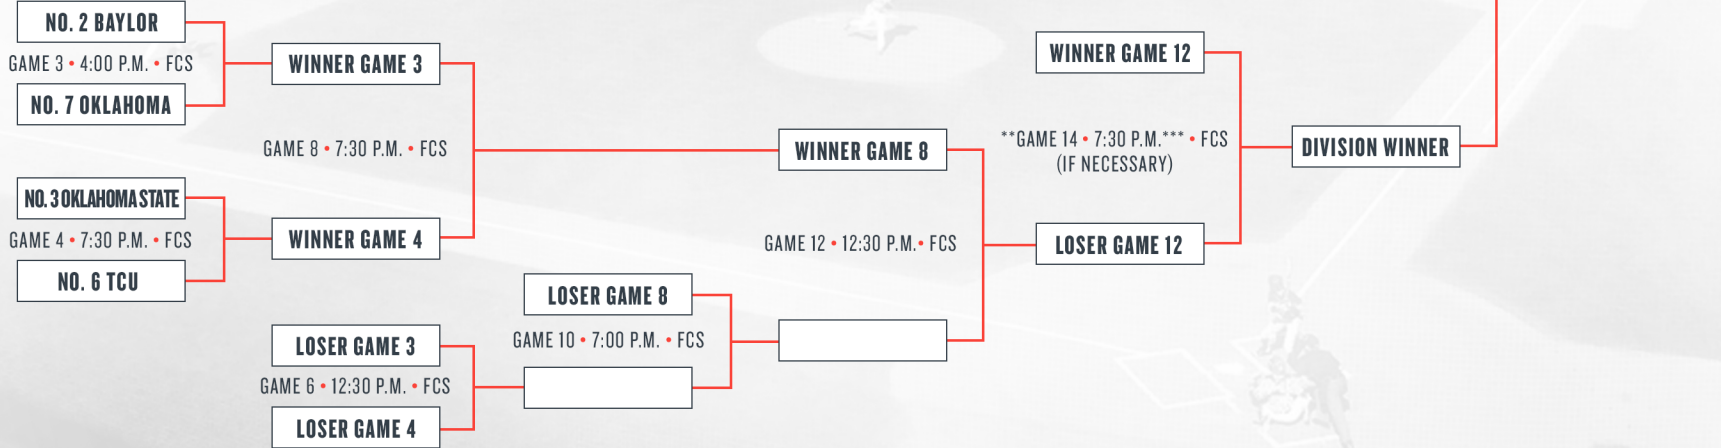 NO. 2 BAYLOR
GAME 3 • 4:00 P.M. • FCS
NO. 7 OKLAHOMA
WINNER GAME 3
GAME 8 • 7:30 P.M. • FCS
NO. 3 OKLAHOMA STATE
GAME 4 • 7:30 P.M. • FCS
NO. 6 TCU
WINNER GAME 4
LOSER GAME 3
GAME 6 • 12:30 P.M. • FCS
LOSER GAME 4
LOSER GAME 8
GAME 10 • 7:00 P.M. • FCS
WINNER GAME 8
GAME 12 • 12:30 P.M. • FCS
WINNER GAME 12
**GAME 14 • 7:30 P.M.*** • FCS
(IF NECESSARY)
LOSER GAME 12
DIVISION WINNER